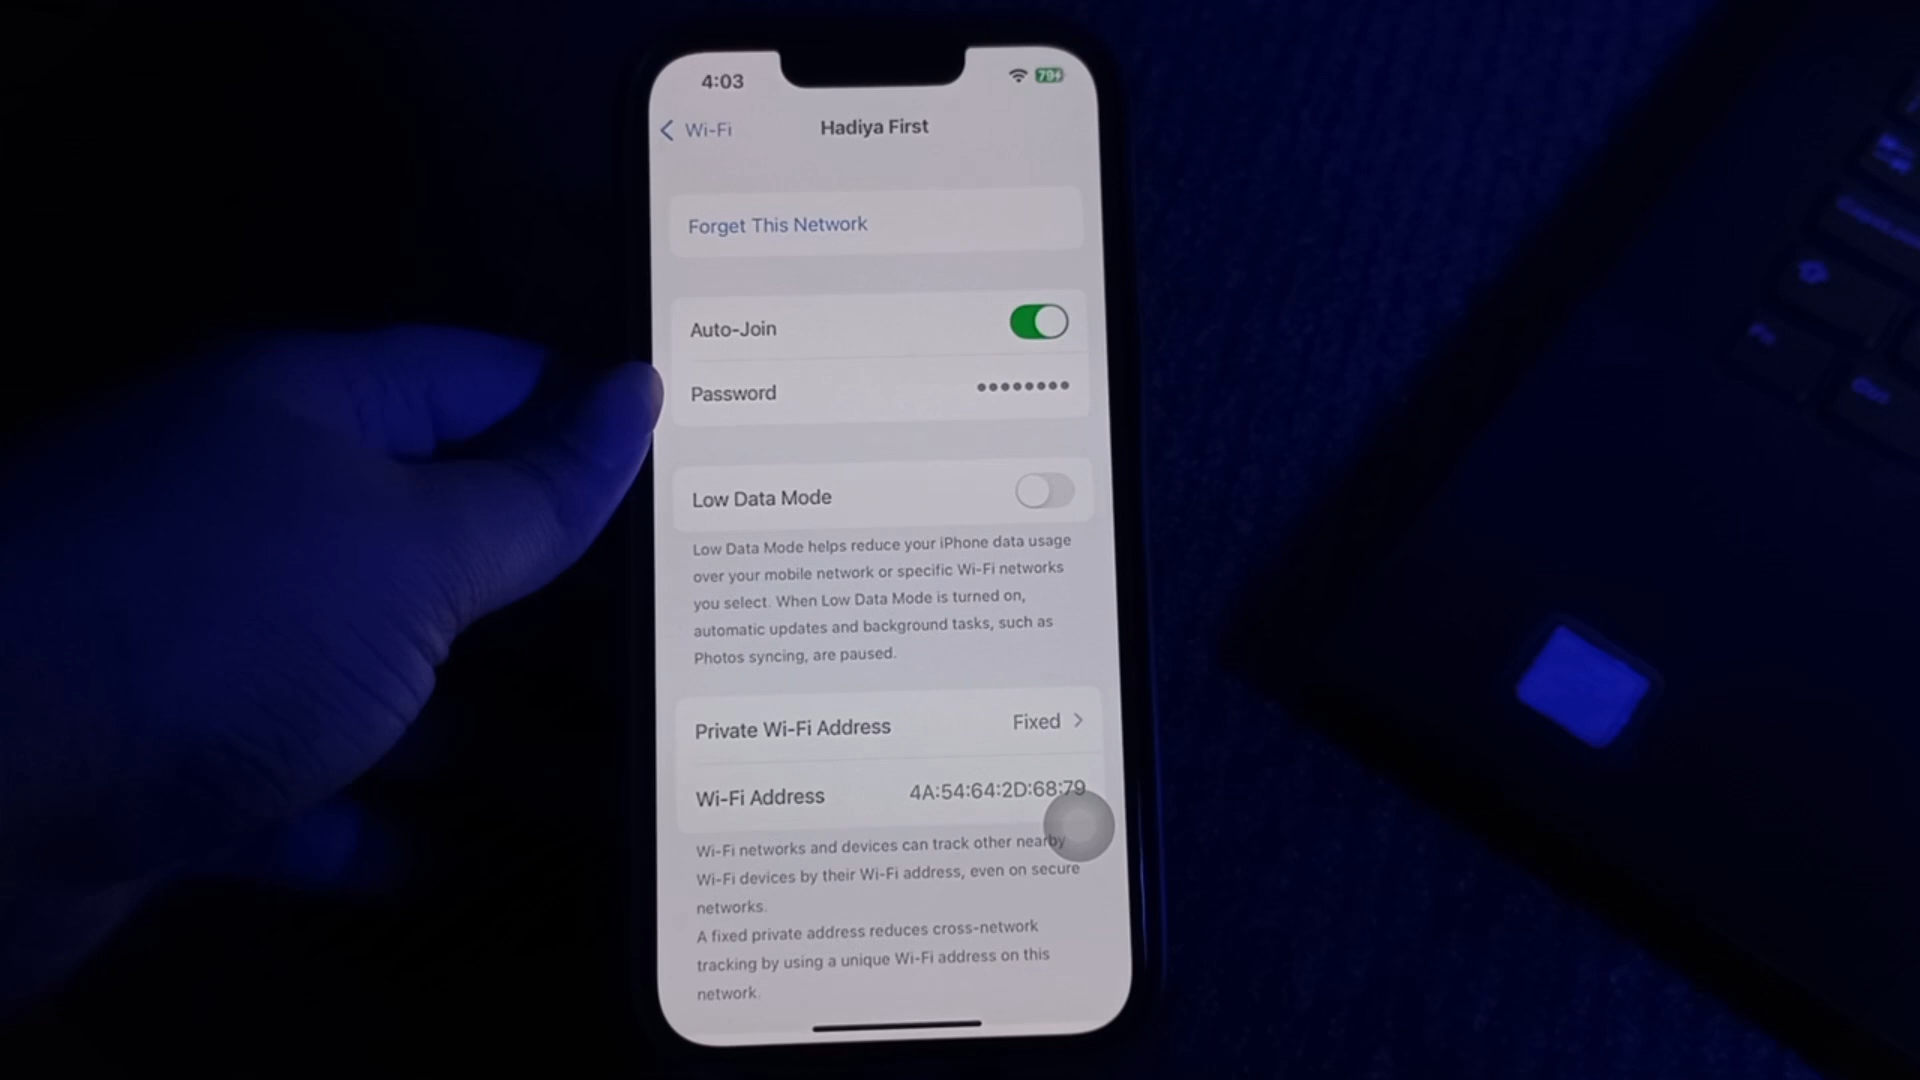 4:03
79
Wi-Fi
Hadiya First
Forget This Network
Auto-Join
Password ••••••••
Low Data Mode
Low Data Mode helps reduce your iPhone data usage
over your mobile network or specific Wi-Fi networks
you select. When Low Data Mode is turned on,
automatic updates and background tasks, such as
Photos syncing, are paused.
Private Wi-Fi Address Fixed
Wi-Fi Address 4A:54:64:2D:68:79
Wi-Fi networks and devices can track other nearby
Wi-Fi devices by their Wi-Fi address, even on secure
networks.
A fixed private address reduces cross-network
tracking by using a unique Wi-Fi address on this
network.
Fn
Ctrl